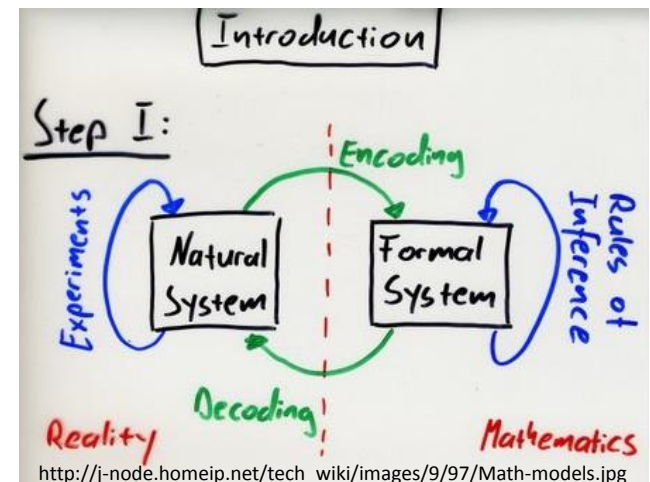 Introduction
Step I:
Encoding
Experiments
Natural
System
Formal
System
Rules of
Inference
Decoding
Reality
Mathematics
http://j-node.homeip.net/tech_wiki/images/9/97/Math-models.jpg